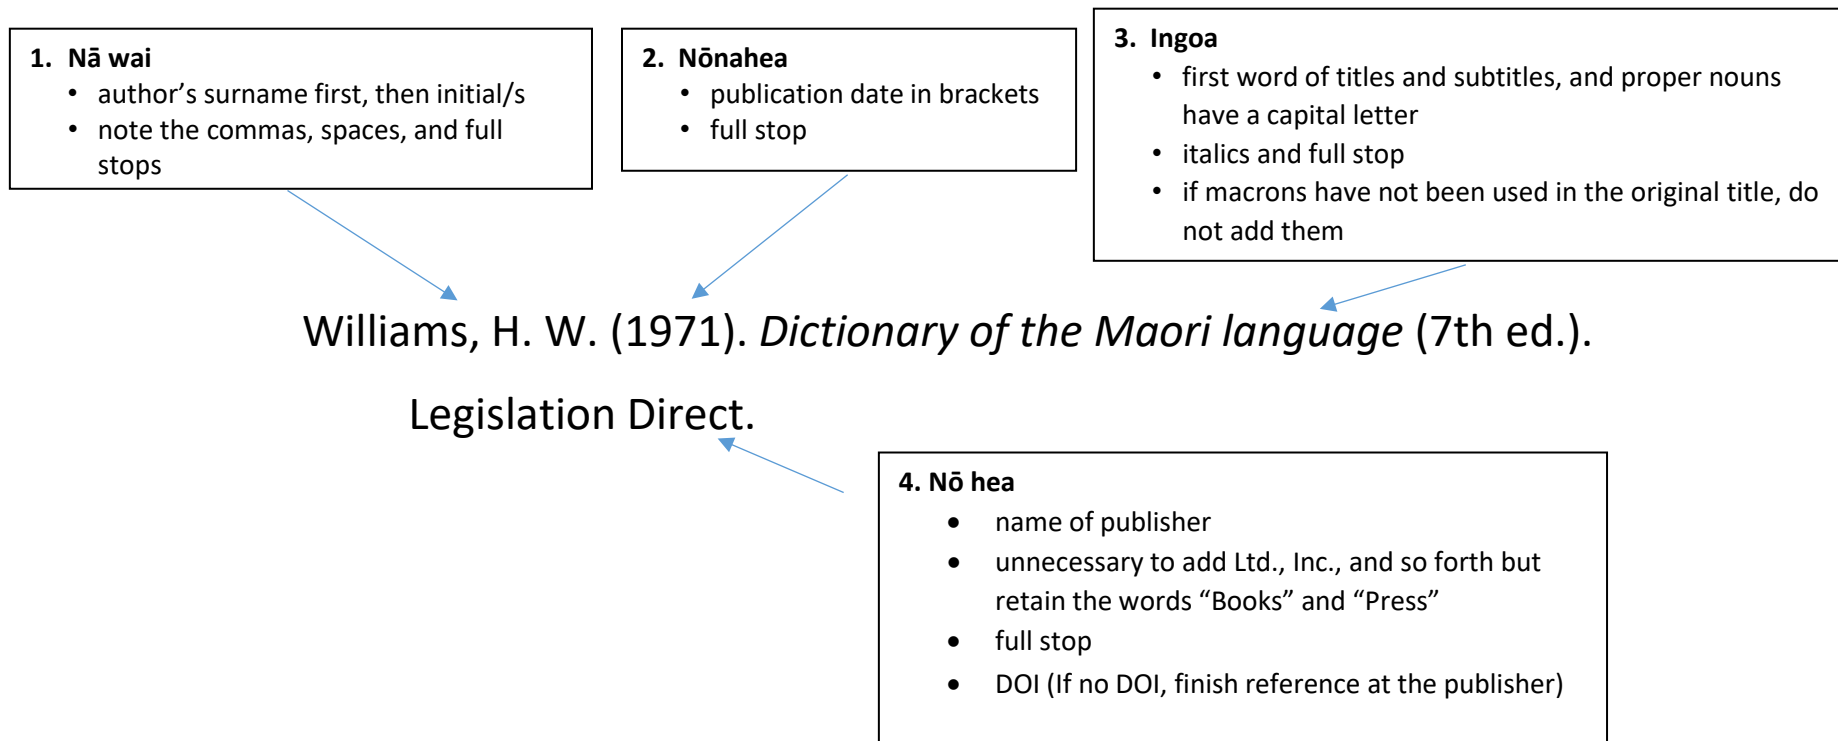 1. Nā wai
• author’s surname first, then initial/s
• note the commas, spaces, and full
stops
2. Nōnahea
• publication date in brackets
• full stop
3. Ingoa
• first word of titles and subtitles, and proper nouns
have a capital letter
• italics and full stop
• if macrons have not been used in the original title, do
not add them
Williams, H. W. (1971). Dictionary of the Maori language (7th ed.).
Legislation Direct.
4. Nō hea
• name of publisher
• unnecessary to add Ltd., Inc., and so forth but
retain the words “Books” and “Press”
• full stop
• DOI (If no DOI, finish reference at the publisher)